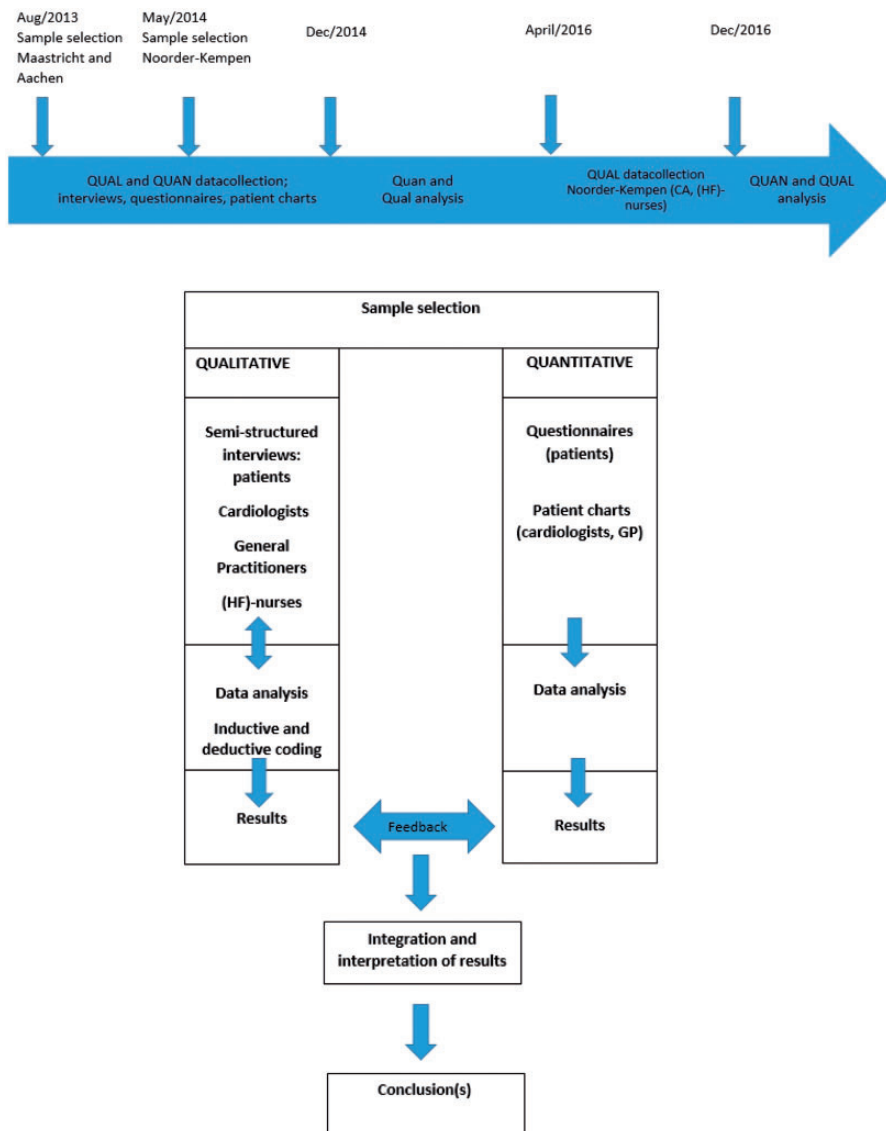 Aug/2013
Sample selection
Maastricht and
Aachen
May/2014
Sample selection
Noorder-Kempen
Dec/2014
April/2016
Dec/2016
QUAL and QUAN datacollection;
interviews, questionnaires, patient charts
Quan and
Qual analysis
QUAL datacollection
Noorder-Kempen (CA, (HF)-
nurses)
QUAN and QUAL
analysis
Sample selection
QUALITATIVE
Semi-structured
interviews:
patients
Cardiologists
General
Practitioners
(HF)-nurses
Data analysis
Inductive and
deductive coding
Results
QUANTITATIVE
Questionnaires
(patients)
Patient charts
(cardiologists, GP)
Data analysis
Results
Feedback
Integration and
interpretation of results
Conclusion(s)